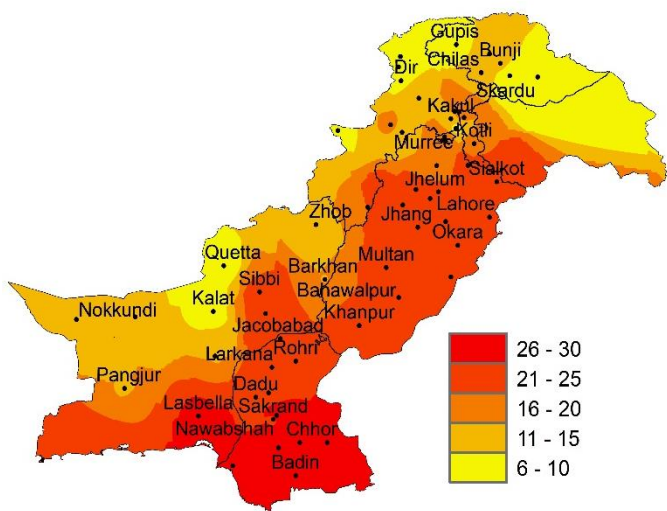 Gupis
Bunji
Chilas
Dir
Skardu
Kakul
Kotli
Murree
Sialkot
Jhelum
Lahore
Zhob
Jhang
Okara
Quetta
Multan
Barkhan
Sibbi
Bahawalpur
Kalat
Nokkundi
Khanpur
Jacobabad
Larkana
Rohri
Pangjur
Dadu
Lasbella
Sakrand
Nawabshah
Chhor
Badin
26 - 30
21 - 25
16 - 20
11 - 15
6 - 10